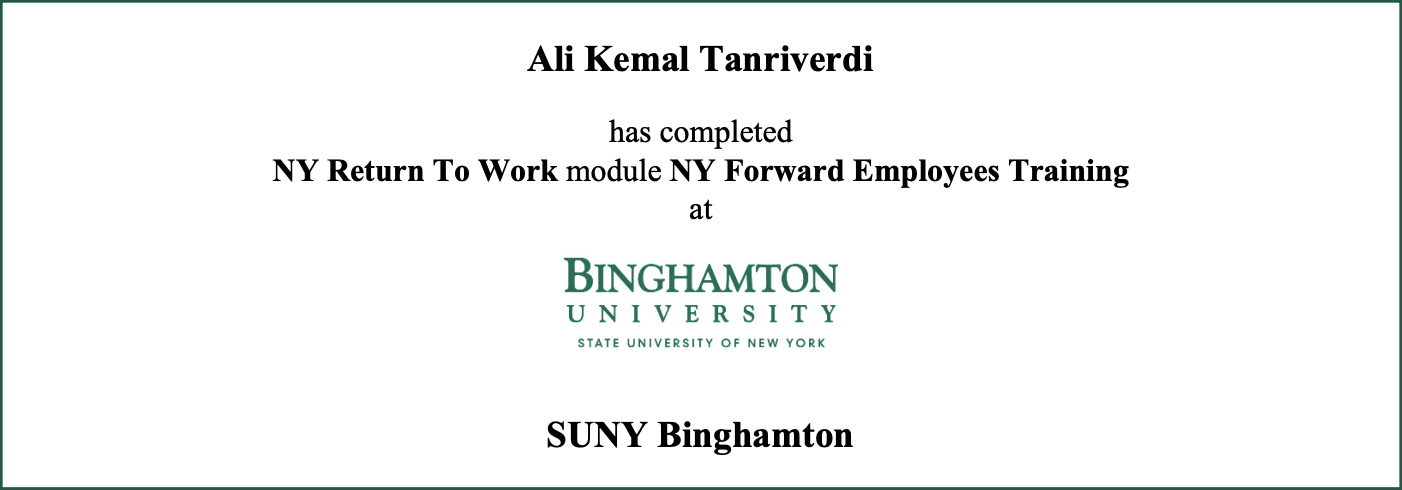 Ali Kemal Tanriverdi
has completed
NY Return To Work module NY Forward Employees Training
at
BINGHAMTON
UNIVERSITY
STATE UNIVERSITY OF NEW YORK
SUNY Binghamton